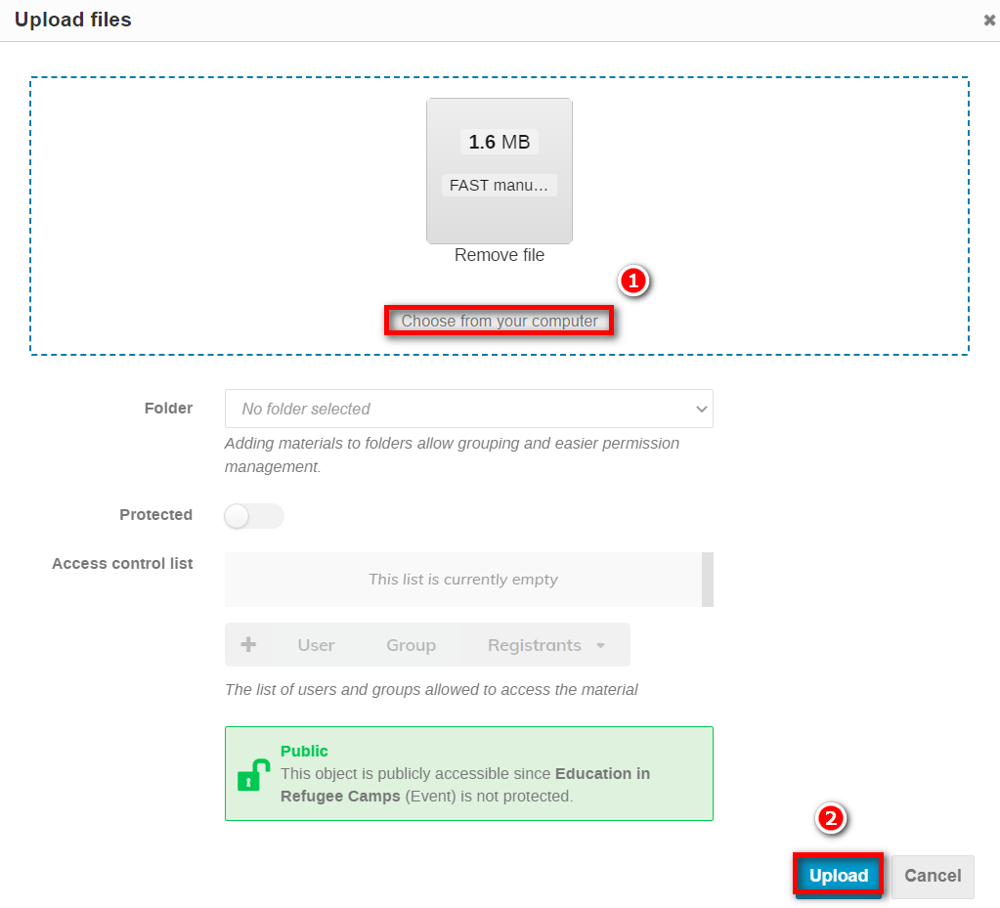 Upload files
1.6 MB
FAST manu...
Remove file
1
Choose from your computer
Folder
No folder selected
Adding materials to folders allow grouping and easier permission
management.
Protected
Access control list
This list is currently empty
User Group Registrants
The list of users and groups allowed to access the material
Public
This object is publicly accessible since Education in
Refugee Camps (Event) is not protected.
2
Upload Cancel